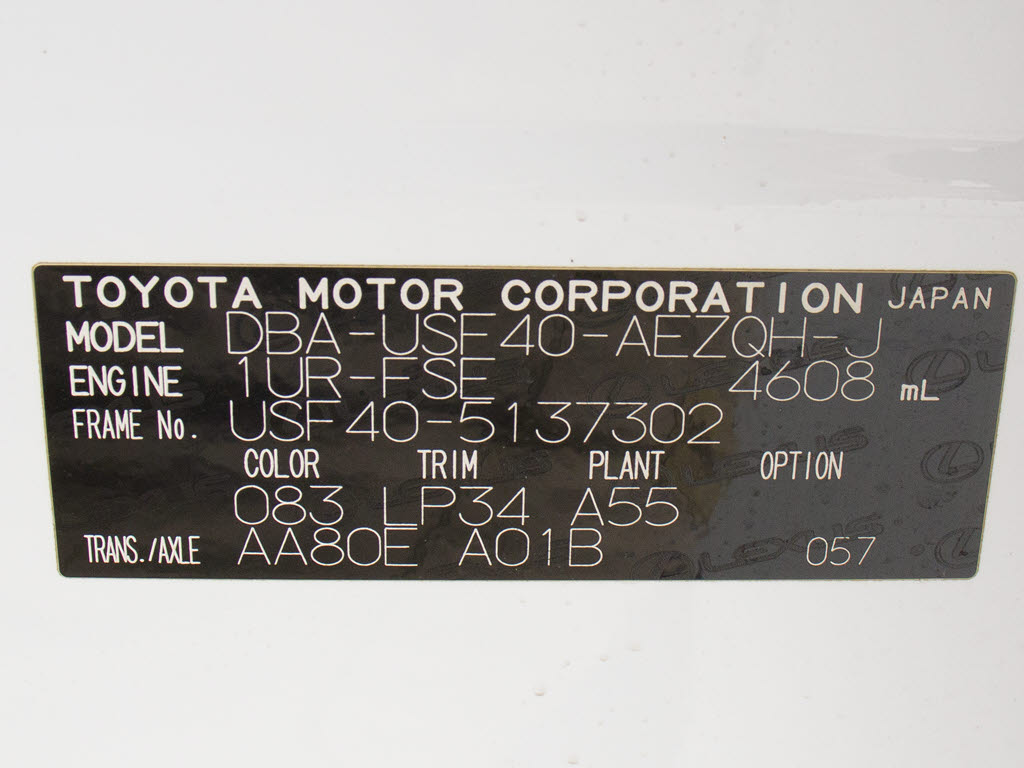 TOYOTA MOTOR CORPORATION JAPAN
MODEL DBA-USF40-AEZQH-J
ENGINE 1UR-FSE 4608 mL
FRAME No. USF40-5137302
COLOR TRIM PLANT OPTION
083 LP34 A55
TRANS./AXLE AA80E A01B 057